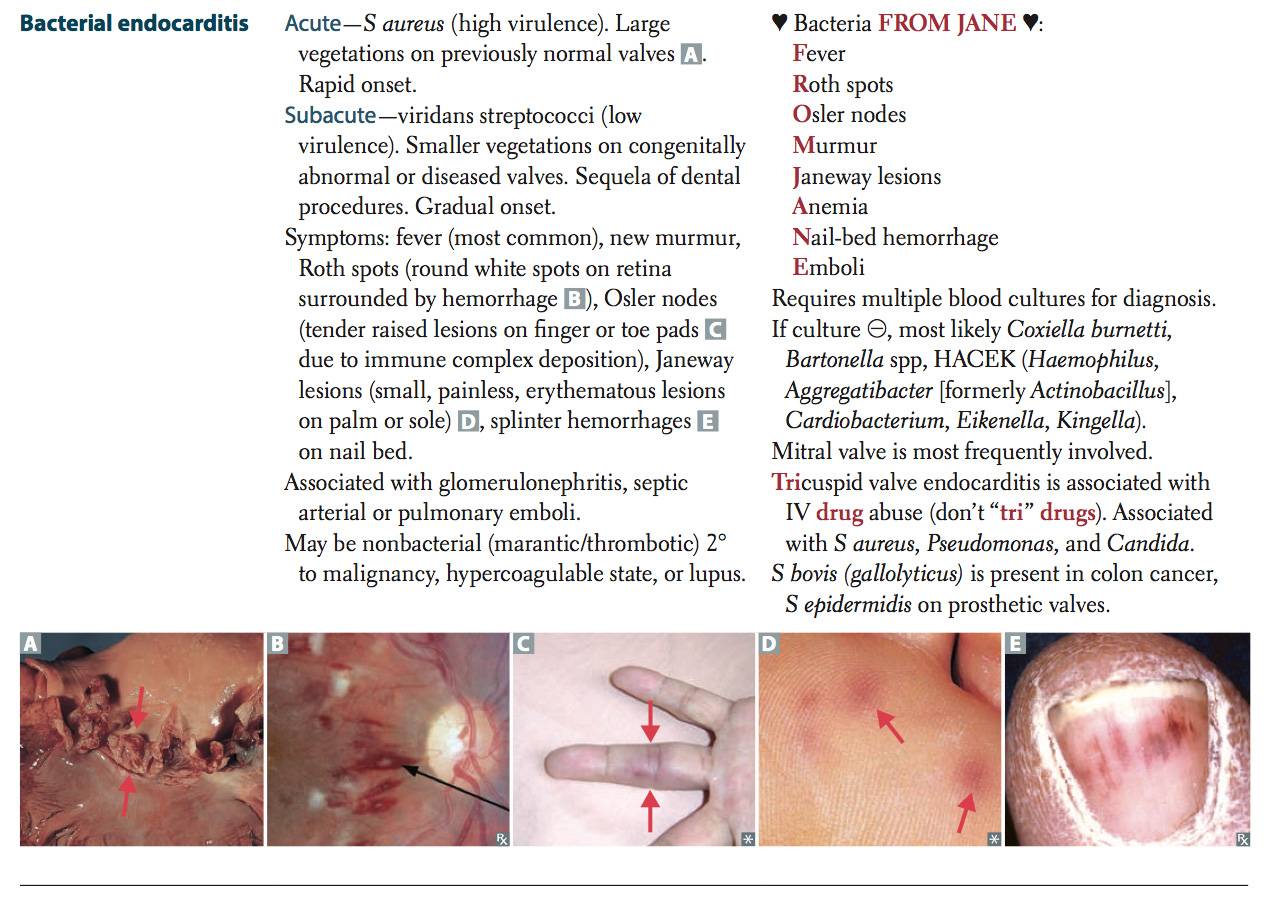 Bacterial endocarditis
Acute—S aureus (high virulence). Large
vegetations on previously normal valves A.
Rapid onset.
Subacute—viridans streptococci (low
virulence). Smaller vegetations on congenitally
abnormal or diseased valves. Sequela of dental
procedures. Gradual onset.
Symptoms: fever (most common), new murmur,
Roth spots (round white spots on retina
surrounded by hemorrhage B), Osler nodes
(tender raised lesions on finger or toe pads C
due to immune complex deposition), Janeway
lesions (small, painless, erythematous lesions
on palm or sole) D, splinter hemorrhages E
on nail bed.
Associated with glomerulonephritis, septic
arterial or pulmonary emboli.
May be nonbacterial (marantic/thrombotic) 2°
to malignancy, hypercoagulable state, or lupus.
♥ Bacteria FROM JANE ♥:
Fever
Roth spots
Osler nodes
Murmur
Janeway lesions
Anemia
Nail-bed hemorrhage
Emboli
Requires multiple blood cultures for diagnosis.
If culture ⊖, most likely Coxiella burnetti,
Bartonella spp, HACEK (Haemophilus,
Aggregatibacter [formerly Actinobacillus],
Cardiobacterium, Eikenella, Kingella).
Mitral valve is most frequently involved.
Tricuspid valve endocarditis is associated with
IV drug abuse (don't “tri” drugs). Associated
with S aureus, Pseudomonas, and Candida.
S bovis (gallolyticus) is present in colon cancer,
S epidermidis on prosthetic valves.
A B C D E
℞ * * ℞